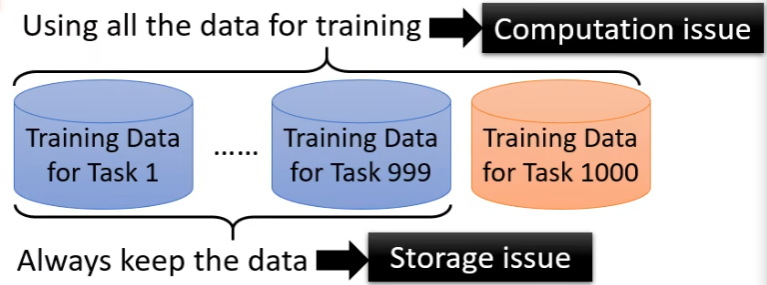 Using all the data for training
Computation issue
Training Data
for Task 1
......
Training Data
for Task 999
Training Data
for Task 1000
Always keep the data
Storage issue